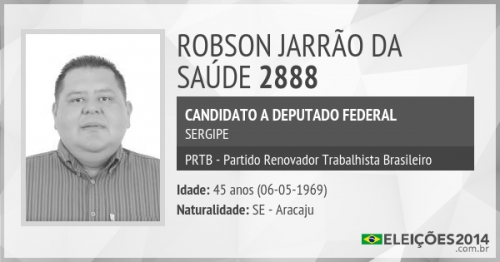 ROBSON JARRÃO DA
SAÚDE 2888
CANDIDATO A DEPUTADO FEDERAL
SERGIPE
PRTB - Partido Renovador Trabalhista Brasileiro
Idade: 45 anos (06-05-1969)
Naturalidade: SE - Aracaju
ELEIÇÕES2014
.com.br